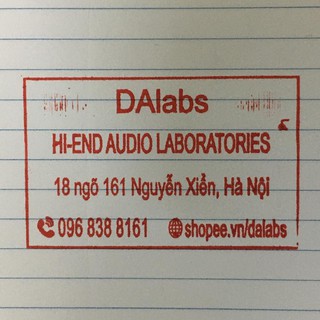 DAlabs
HI-END AUDIO LABORATORIES
18 ngõ 161 Nguyễn Xiển, Hà Nội
096 838 8161 shopee.vn/dalabs